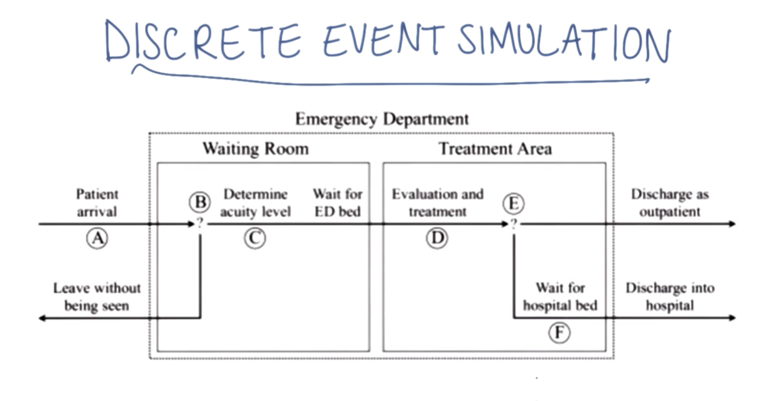 DISCRETE EVENT SIMULATION
Emergency Department
Waiting Room
Treatment Area
Patient
arrival
A
B
?
Determine
acuity level
C
Wait for
ED bed
Evaluation and
treatment
D
E
?
Discharge as
outpatient
Leave without
being seen
Wait for
hospital bed
F
Discharge into
hospital